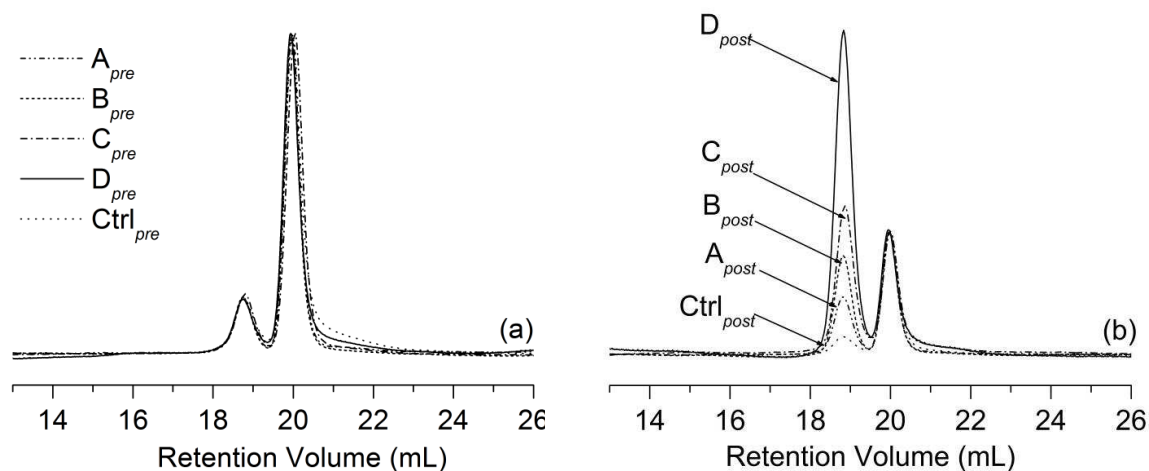 A_pre
B_pre
C_pre
D_pre
Ctrl_pre
(a)
14 16 18 20 22 24 26
Retention Volume (mL)
D_post
C_post
B_post
A_post
Ctrl_post
(b)
14 16 18 20 22 24 26
Retention Volume (mL)